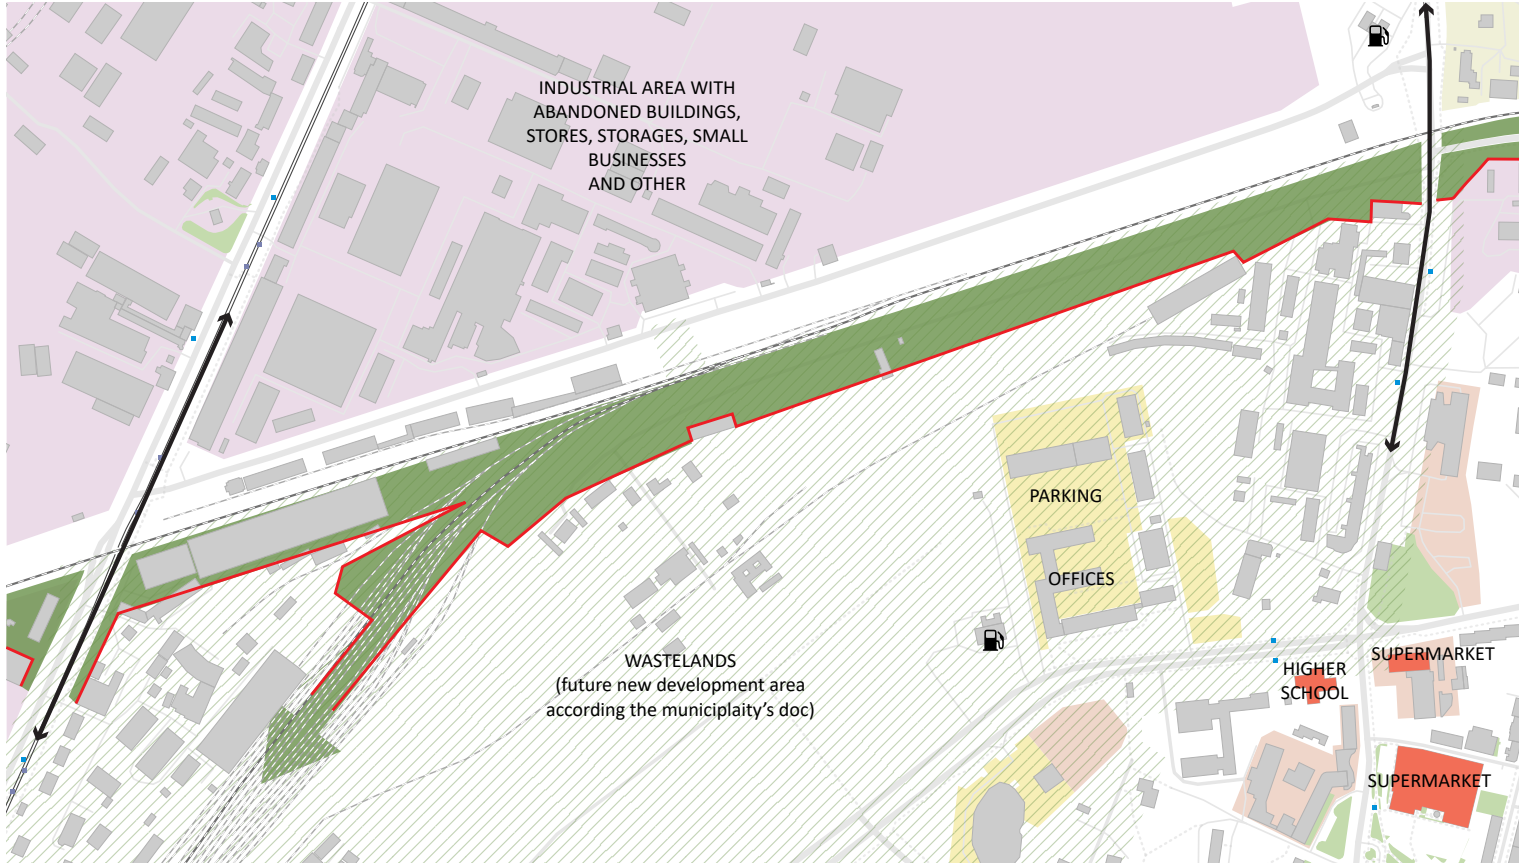 INDUSTRIAL AREA WITH
ABANDONED BUILDINGS,
STORES, STORAGES, SMALL
BUSINESSES
AND OTHER
PARKING
OFFICES
WASTELANDS
(future new development area
according the municiplaity's doc)
HIGHER
SCHOOL
SUPERMARKET
SUPERMARKET